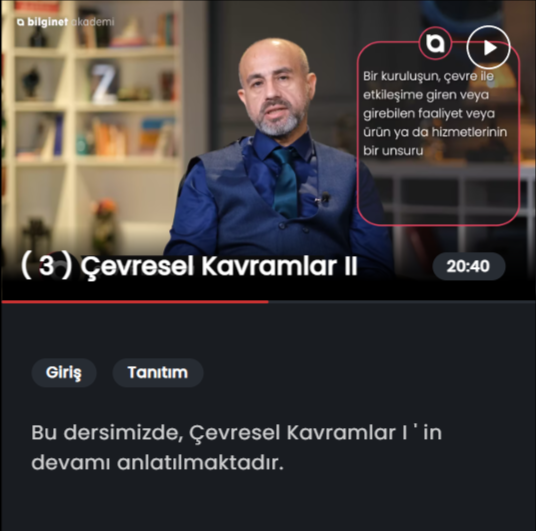 bilginet akademi
Bir kuruluşun, çevre ile
etkileşime giren veya
girebilen faaliyet veya
ürün ya da hizmetlerinin
bir unsuru
( 3 ) Çevresel Kavramlar II
20:40
Giriş
Tanıtım
Bu dersimizde, Çevresel Kavramlar I ' in
devamı anlatılmaktadır.